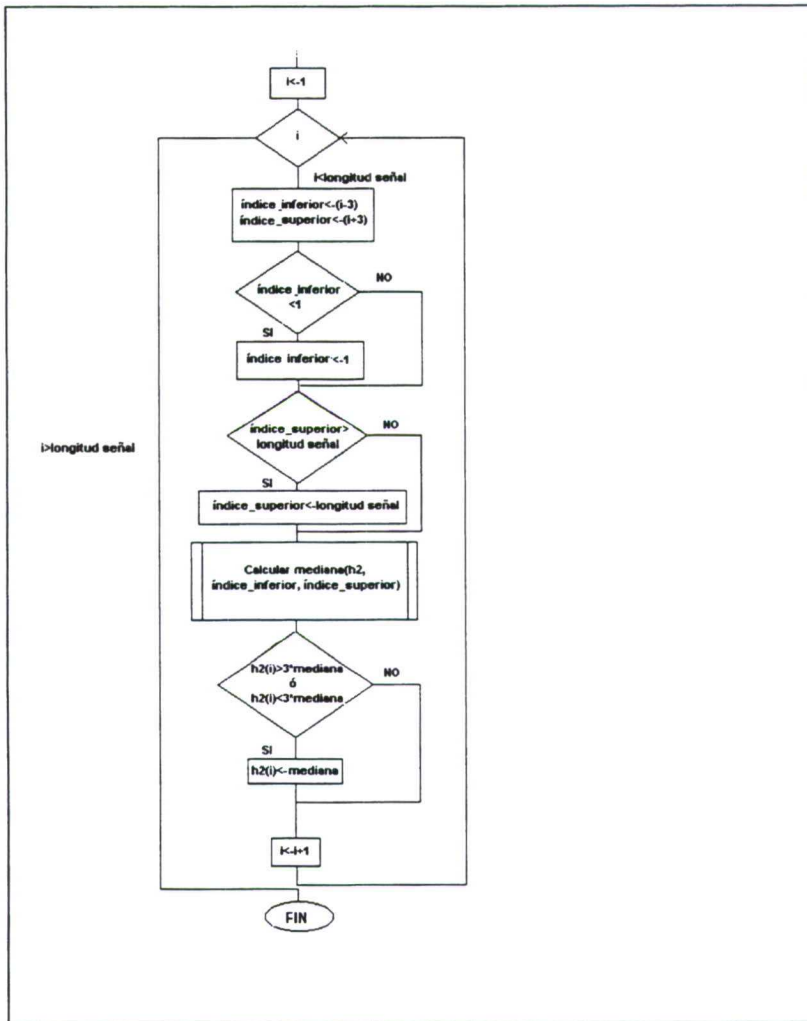 i<-1
i
i<longitud señal
índice_inferior<-(i-3)
índice_superior<-(i+3)
índice_inferior
<1
NO
SI
índice inferior<-1
índice_superior>
longitud señal
NO
i>longitud señal
SI
índice_superior<-longitud señal
Calcular mediana(h2,
índice_inferior, índice_superior)
h2(i)>3*mediana
ó
h2(i)<3*mediana
NO
SI
h2(i)<-mediana
i<-i+1
FIN